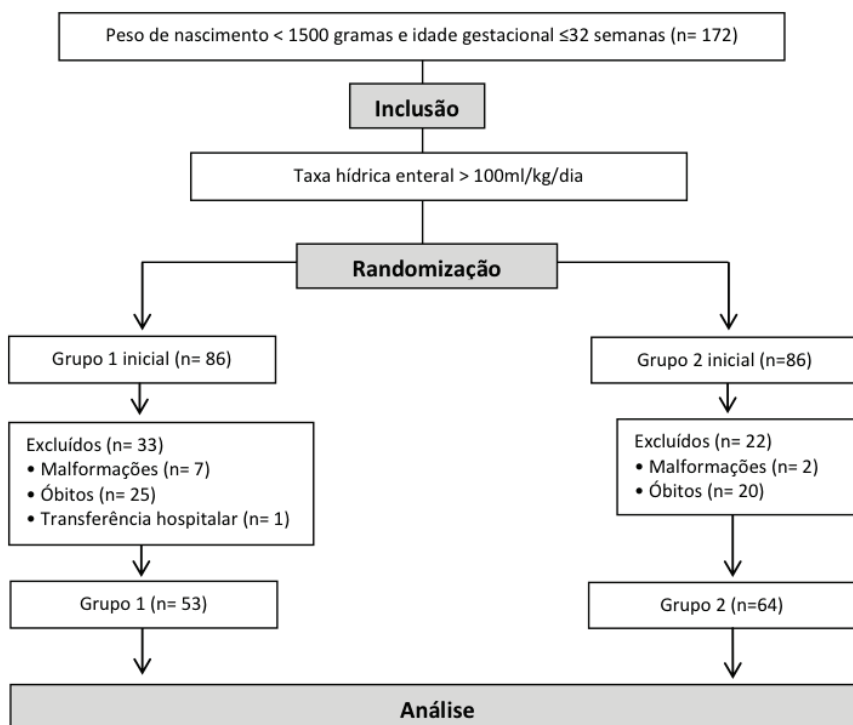 Peso de nascimento < 1500 gramas e idade gestacional ≤32 semanas (n= 172)
Inclusão
Taxa hídrica enteral > 100ml/kg/dia
Randomização
Grupo 1 inicial (n= 86)
Grupo 2 inicial (n=86)
Excluídos (n= 33)
• Malformações (n= 7)
• Óbitos (n= 25)
• Transferência hospitalar (n= 1)
Excluídos (n= 22)
• Malformações (n= 2)
• Óbitos (n= 20)
Grupo 1 (n= 53)
Grupo 2 (n=64)
Análise